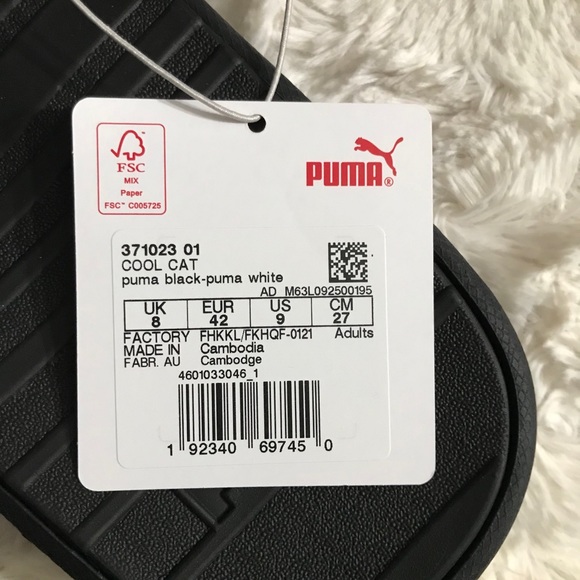 FSC
MIX
Paper
FSC™ C005725
PUMA®
371023 01
COOL CAT
puma black-puma white
AD M63L092500195
UK EUR US CM
8 42 9 27
FACTORY FHKKL/FKHQF-0121 Adults
MADE IN Cambodia
FABR. AU Cambodge
4601033046_1
1 92340 69745 0